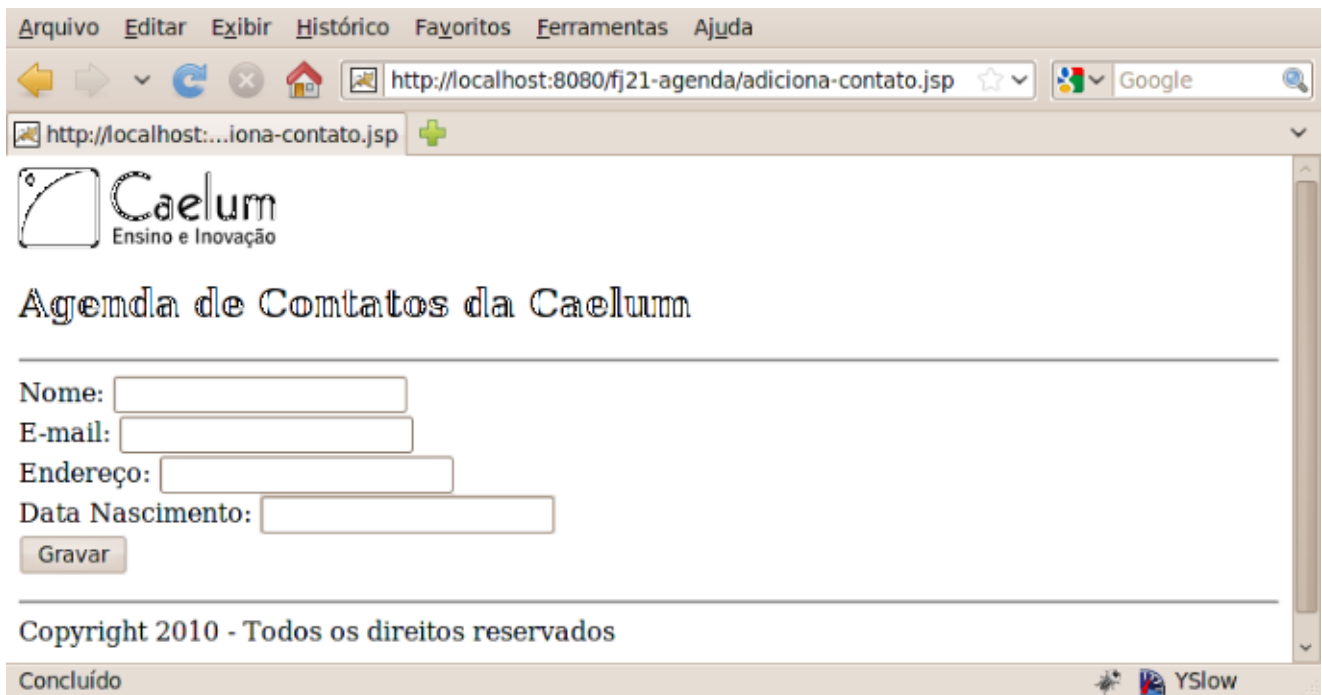 Arquivo Editar Exibir Histórico Favoritos Ferramentas Ajuda
http://localhost:8080/fj21-agenda/adiciona-contato.jsp Google
http://localhost:...iona-contato.jsp
Caelum
Ensino e Inovação
Agenda de Contatos da Caelum
Nome:
E-mail:
Endereço:
Data Nascimento:
Gravar
Copyright 2010 - Todos os direitos reservados
Concluído YSlow